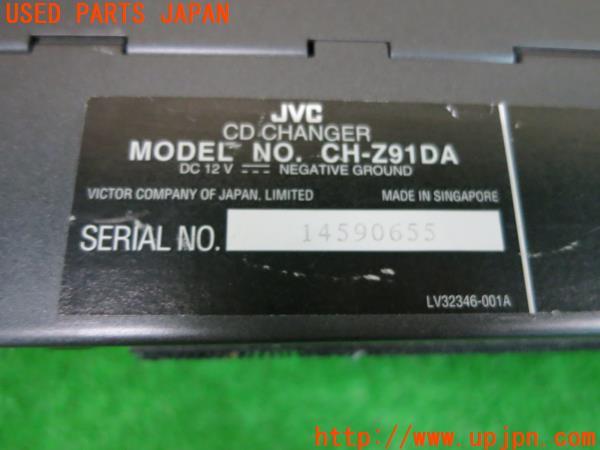 USED PARTS JAPAN
JVC
CD CHANGER
MODEL NO. CH-Z91DA
DC 12 V NEGATIVE GROUND
VICTOR COMPANY OF JAPAN, LIMITED MADE IN SINGAPORE
SERIAL NO. 14590655
LV32346-001A
http://www.upjpn.com/